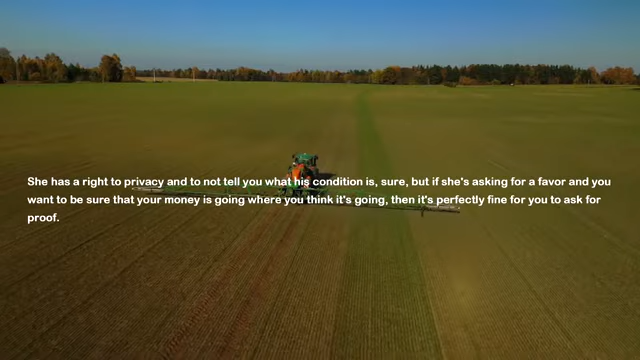 She has a right to privacy and to not tell you what his condition is, sure, but if she's asking for a favor and you
want to be sure that your money is going where you think it's going, then it's perfectly fine for you to ask for
proof.